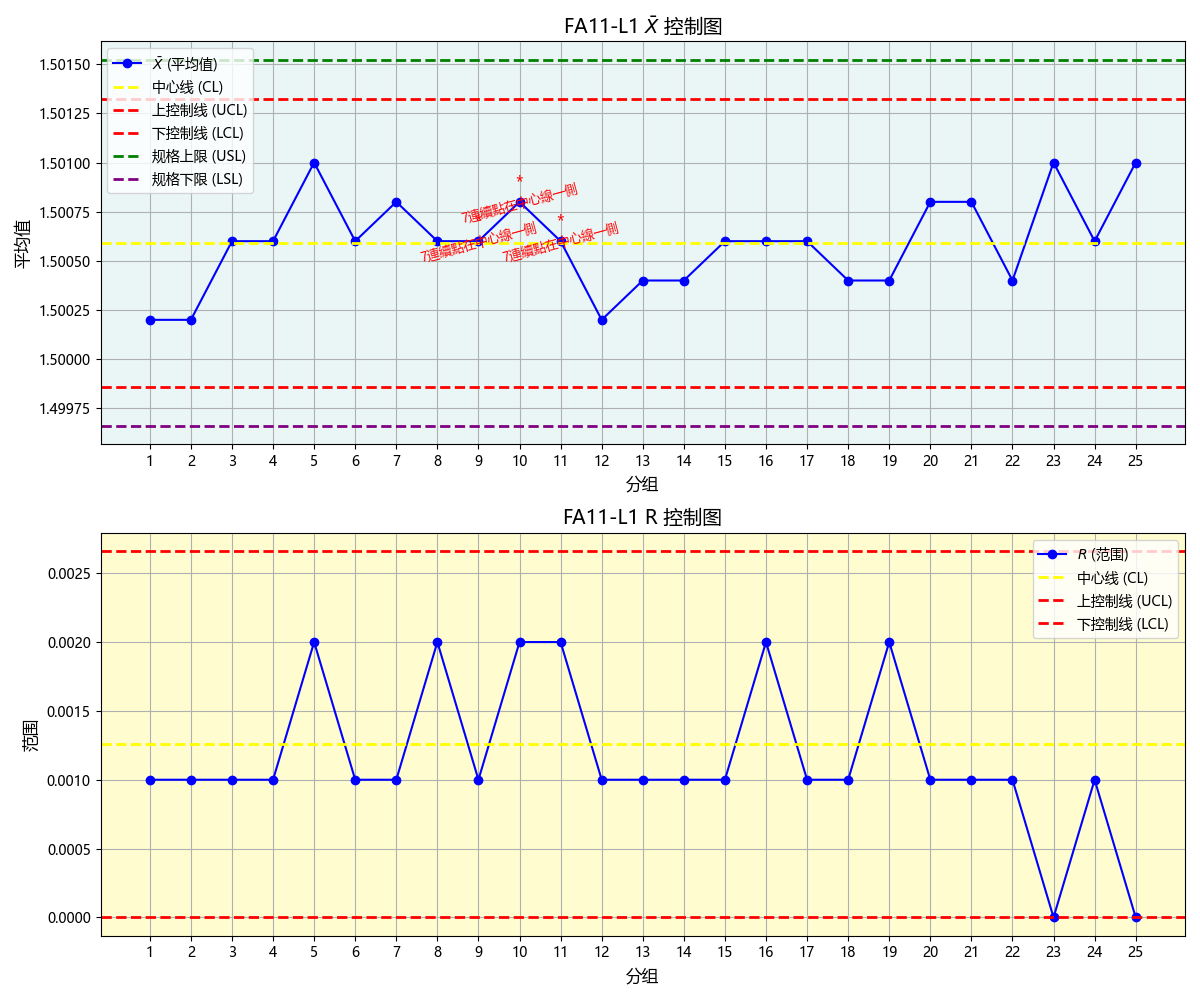 FA11-L1 X̄ 控制图
X̄ (平均值)
中心线 (CL)
上控制线 (UCL)
下控制线 (LCL)
规格上限 (USL)
规格下限 (LSL)
平均值
1.50150
1.50125
1.50100
1.50075
1.50050
1.50025
1.50000
1.49975
*
7連續點在中心線一側
*
7連續點在中心線一側
*
7連續點在中心線一側
1 2 3 4 5 6 7 8 9 10 11 12 13 14 15 16 17 18 19 20 21 22 23 24 25
分组
FA11-L1 R 控制图
R (范围)
中心线 (CL)
上控制线 (UCL)
下控制线 (LCL)
范围
0.0025
0.0020
0.0015
0.0010
0.0005
0.0000
1 2 3 4 5 6 7 8 9 10 11 12 13 14 15 16 17 18 19 20 21 22 23 24 25
分组